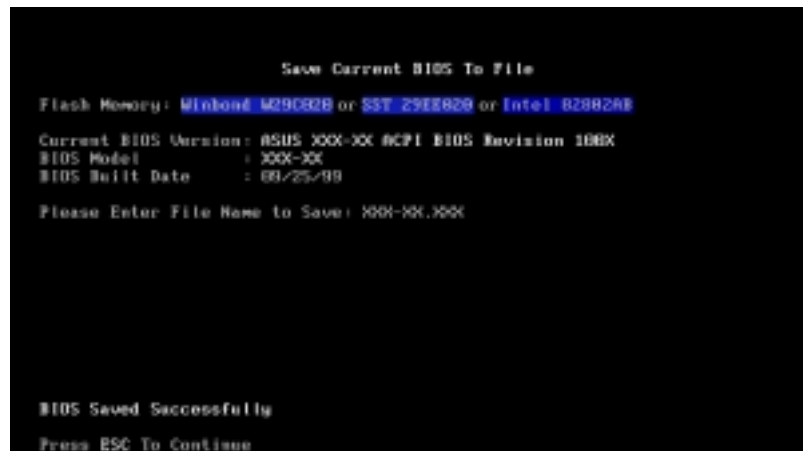 Save Current BIOS To File
Flash Memory: Winbond W29C020 or SST 29EE020 or Intel 82802AB
Current BIOS Version: ASUS XXX-XX ACPI BIOS Revision 100X
BIOS Model : XXX-XX
BIOS Built Date : 09/25/99
Please Enter File Name to Save: XXX-XX.XXX
BIOS Saved Successfully
Press ESC To Continue